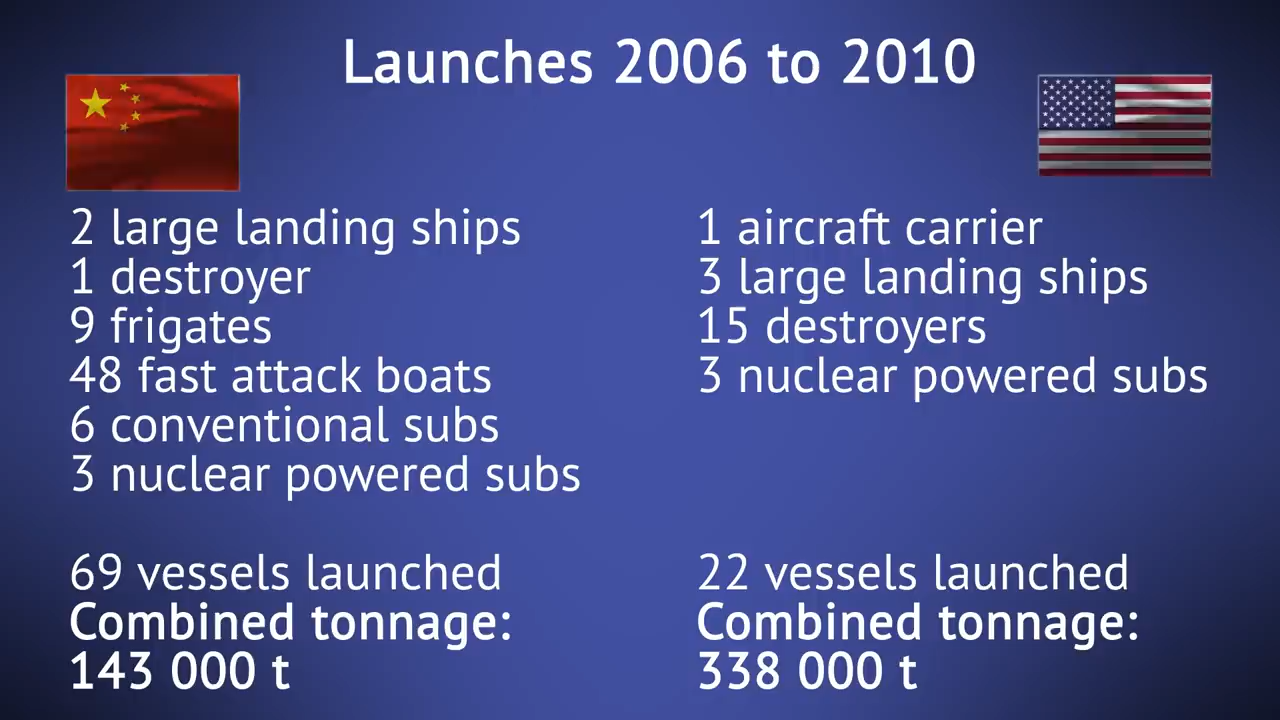 Launches 2006 to 2010
2 large landing ships
1 destroyer
9 frigates
48 fast attack boats
6 conventional subs
3 nuclear powered subs
69 vessels launched
Combined tonnage:
143 000 t
1 aircraft carrier
3 large landing ships
15 destroyers
3 nuclear powered subs
22 vessels launched
Combined tonnage:
338 000 t